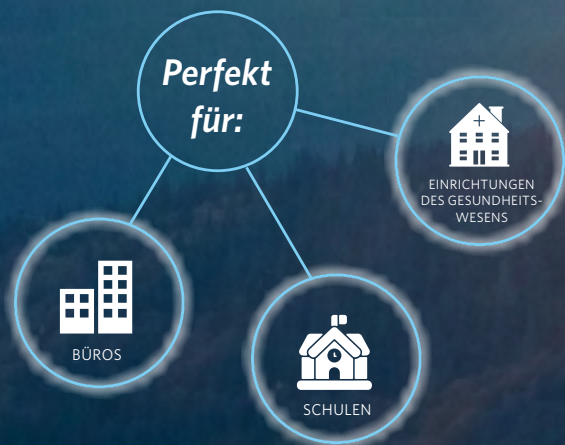 Perfekt
für:
EINRICHTUNGEN
DES GESUNDHEITS-
WESENS
BÜROS
SCHULEN